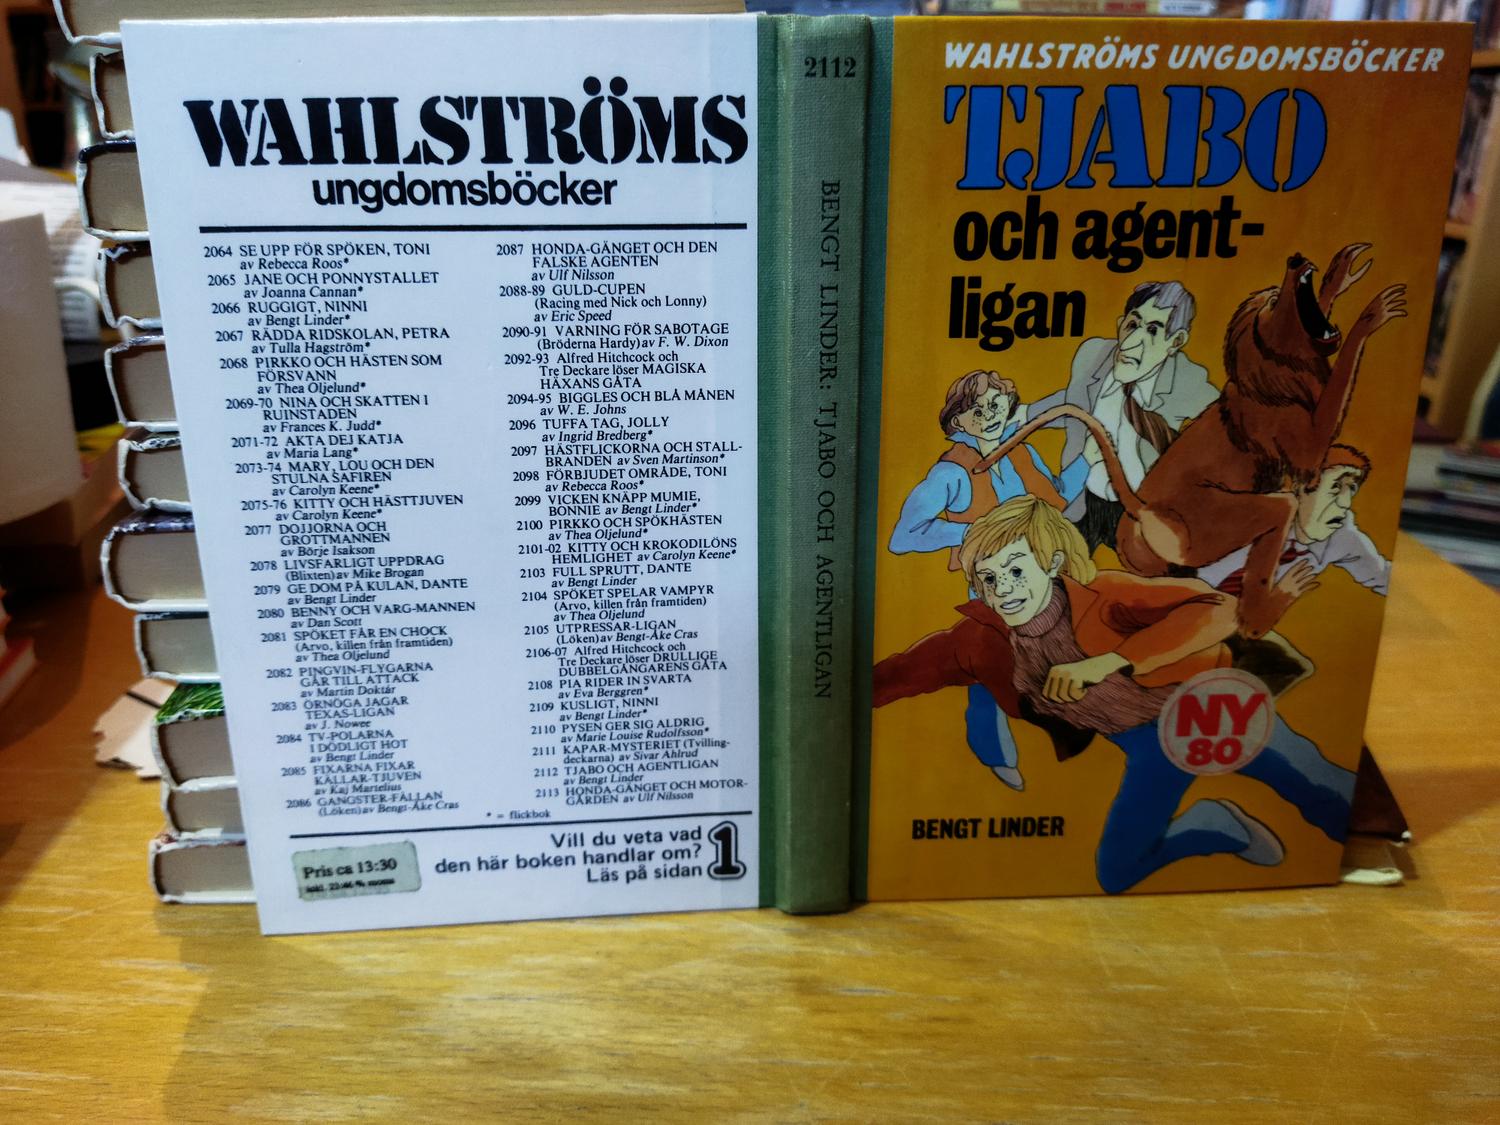 WAHLSTRÖMS
ungdomsböcker
2064 SE UPP FÖR SPÖKEN, TONI
av Rebecca Roos*
2065 JANE OCH PONNYSTALLET
av Joanna Cannan*
2066 RUGGIGT, NINNI
av Bengt Linder*
2067 RÄDDA RIDSKOLAN, PETRA
av Tulla Hagström*
2068 PIRKKO OCH HÄSTEN SOM
FÖRSVANN
av Thea Oljelund*
2069-70 NINA OCH SKATTEN I
RUINSTADEN
av Frances K. Judd*
2071-72 AKTA DEJ KATJA
av Maria Lang*
2073-74 MARY, LOU OCH DEN
STULNA SAFIREN
av Carolyn Keene*
2075-76 KITTY OCH HÄSTTJUVEN
av Carolyn Keene*
2077 DOJJORNA OCH
GROTTMANNEN
av Börje Isakson
2078 LIVSFARLIGT UPPDRAG
(Blixten) av Mike Brogan
2079 GE DOM PÅ KULAN, DANTE
av Bengt Linder
2080 BENNY OCH VARG-MANNEN
av Dan Scott
2081 SPÖKET FÅR EN CHOCK
(Arvo, killen från framtiden)
av Thea Oljelund
2082 PINGVIN-FLYGARNA
GÅR TILL ATTACK
av Martin Doktár
2083 ÖRNÖGA JAGAR
TEXAS-LIGAN
av J. Nowee
2084 TV-POLARNA
I DÖDLIGT HOT
av Bengt Linder
2085 FIXARNA FIXAR
KÄLLAR-TJUVEN
av Kaj Martelius
2086 GANGSTER-FÄLLAN
(Löken) av Bengt-Åke Cras
2087 HONDA-GÄNGET OCH DEN
FALSKE AGENTEN
av Ulf Nilsson
2088-89 GULD-CUPEN
(Racing med Nick och Lonny)
av Eric Speed
2090-91 VARNING FÖR SABOTAGE
(Bröderna Hardy) av F. W. Dixon
2092-93 Alfred Hitchcock och
Tre Deckare löser MAGISKA
HÄXANS GÅTA
2094-95 BIGGLES OCH BLÅ MÅNEN
av W. E. Johns
2096 TUFFA TAG, JOLLY
av Ingrid Bredberg*
2097 HÄSTFLICKORNA OCH STALL-
BRANDEN av Sven Martinson*
2098 FÖRBJUDET OMRÅDE, TONI
av Rebecca Roos*
2099 VICKEN KNÄPP MUMIE,
BONNIE av Bengt Linder*
2100 PIRKKO OCH SPÖKHÄSTEN
av Thea Oljelund*
2101-02 KITTY OCH KROKODILÖNS
HEMLIGHET av Carolyn Keene*
2103 FULL SPRUTT, DANTE
av Bengt Linder
2104 SPÖKET SPELAR VAMPYR
(Arvo, killen från framtiden)
av Thea Oljelund
2105 UTPRESSAR-LIGAN
(Löken) av Bengt-Åke Cras
2106-07 Alfred Hitchcock och
Tre Deckare löser DRULLIGE
DUBBELGÅNGARENS GÅTA
2108 PIA RIDER IN SVARTA
av Eva Berggren*
2109 KUSLIGT, NINNI
av Bengt Linder*
2110 PYSEN GER SIG ALDRIG
av Marie Louise Rudolfsson*
2111 KAPAR-MYSTERIET (Tvilling-
deckarna) av Sivar Ahlrud
2112 TJABO OCH AGENTLIGAN
av Bengt Linder
2113 HONDA-GÄNGET OCH MOTOR-
GÅRDEN av Ulf Nilsson
* = flickbok
Vill du veta vad
den här boken handlar om?
Läs på sidan 1
Pris ca 13:30
inkl. 23:46 % moms
2112
BENGT LINDER: TJABO OCH AGENTLIGAN
WAHLSTRÖMS UNGDOMSBÖCKER
TJABO
och agent-
ligan
NY
80
BENGT LINDER